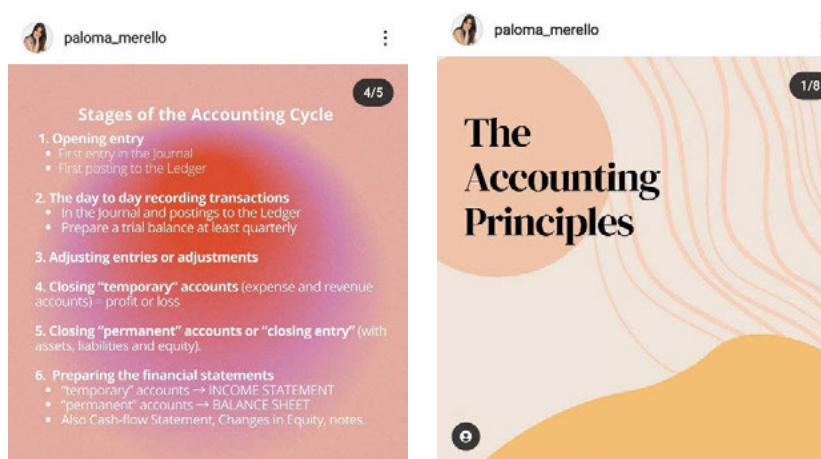 paloma_merello
4/5
Stages of the Accounting Cycle
1. Opening entry
• First entry in the Journal
• First posting to the Ledger
2. The day to day recording transactions
• In the Journal and postings to the Ledger
• Prepare a trial balance at least quarterly
3. Adjusting entries or adjustments
4. Closing “temporary” accounts (expense and revenue
accounts) = profit or loss
5. Closing “permanent” accounts or “closing entry” (with
assets, liabilities and equity).
6. Preparing the financial statements
• “temporary” accounts → INCOME STATEMENT
• “permanent” accounts → BALANCE SHEET
• Also Cash-flow Statement, Changes in Equity, notes.
paloma_merello
1/8
The
Accounting
Principles